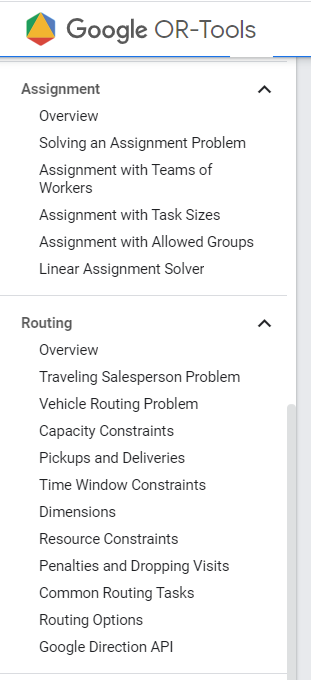 Google OR-Tools
Assignment
Overview
Solving an Assignment Problem
Assignment with Teams of
Workers
Assignment with Task Sizes
Assignment with Allowed Groups
Linear Assignment Solver
Routing
Overview
Traveling Salesperson Problem
Vehicle Routing Problem
Capacity Constraints
Pickups and Deliveries
Time Window Constraints
Dimensions
Resource Constraints
Penalties and Dropping Visits
Common Routing Tasks
Routing Options
Google Direction API